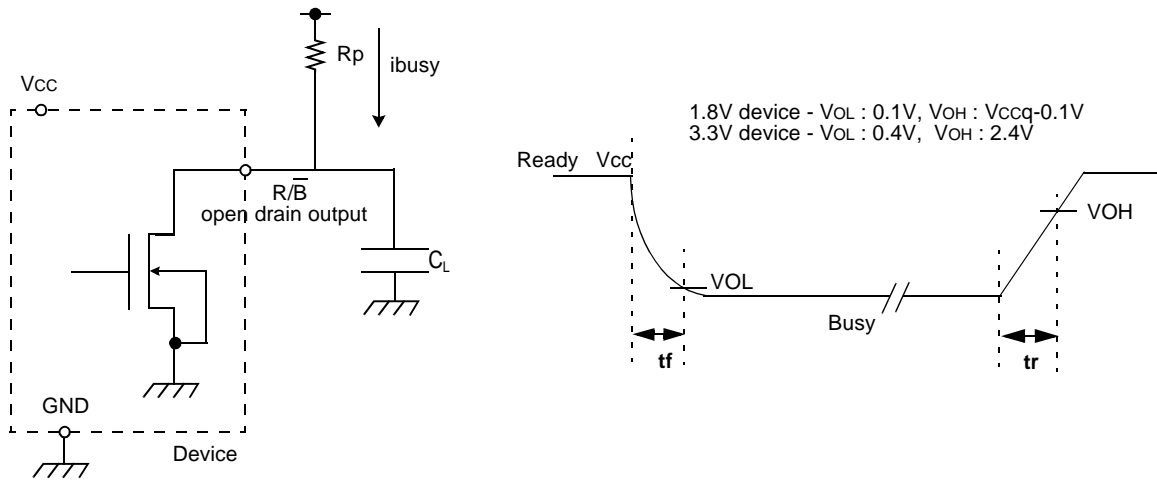 Rp
ibusy
VCC
R/B̅
open drain output
CL
GND
Device
1.8V device - VOL : 0.1V, VOH : VCCq-0.1V
3.3V device - VOL : 0.4V, VOH : 2.4V
Ready Vcc
VOH
VOL
Busy
tf
tr